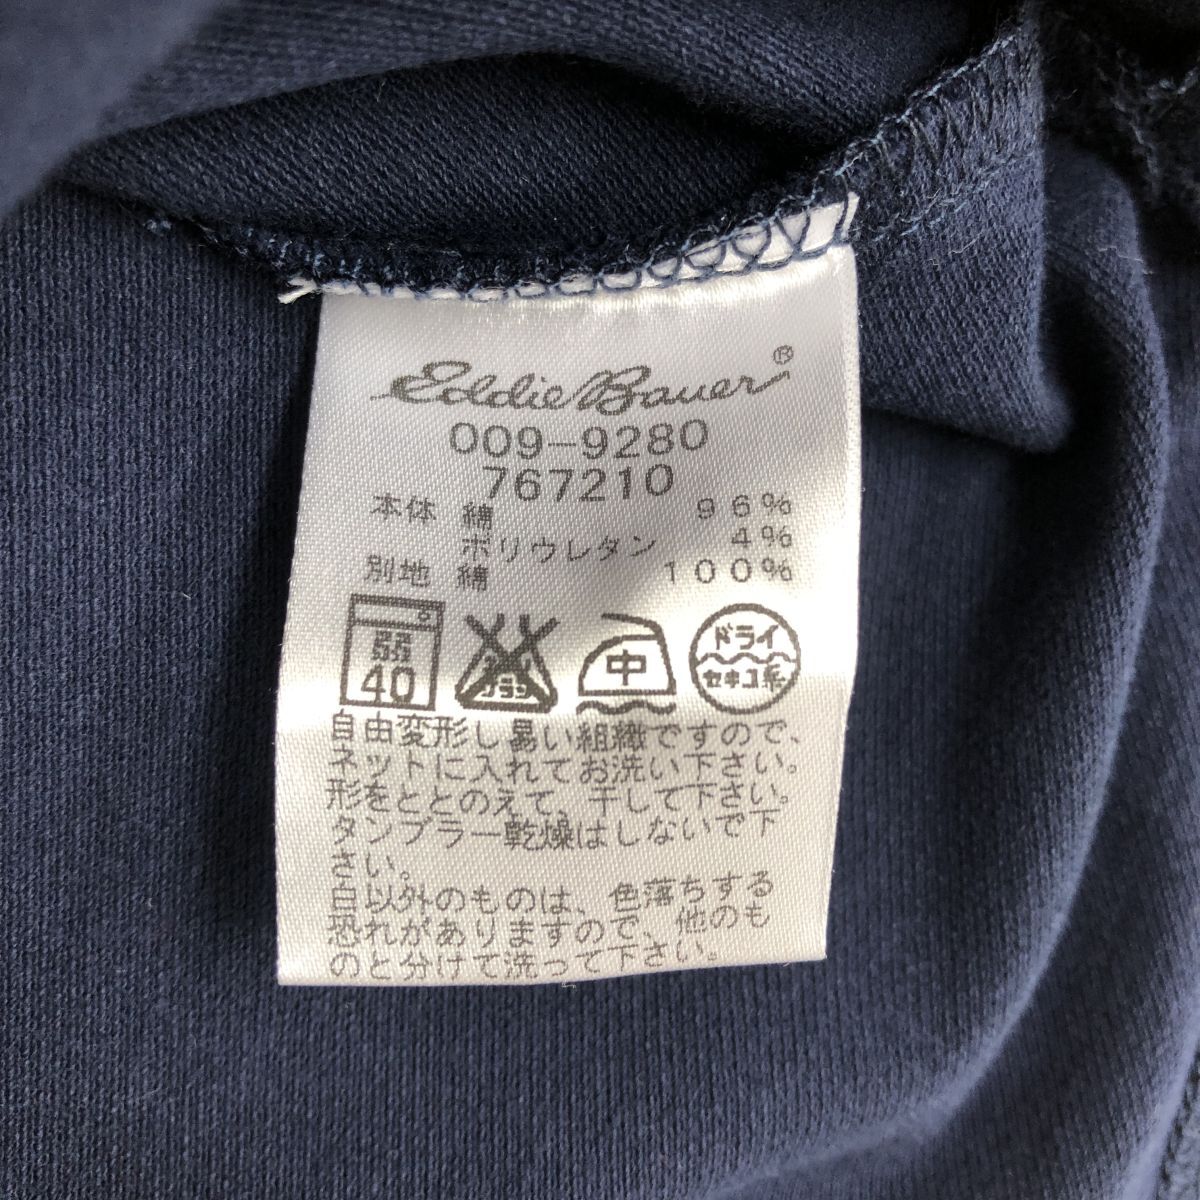 Eddie Bauer®
009-9280
767210
本体 綿 96%
ポリウレタン 4%
別地 綿 100%
弱 40 エンソ サラシ 中 ドライ セキユ系
自由変形し易い組織ですので、
ネットに入れてお洗い下さい。
形をととのえて、干して下さい。
タンブラー乾燥はしないで下
さい。
白以外のものは、色落ちする
恐れがありますので、他のも
のと分けて洗って下さい。